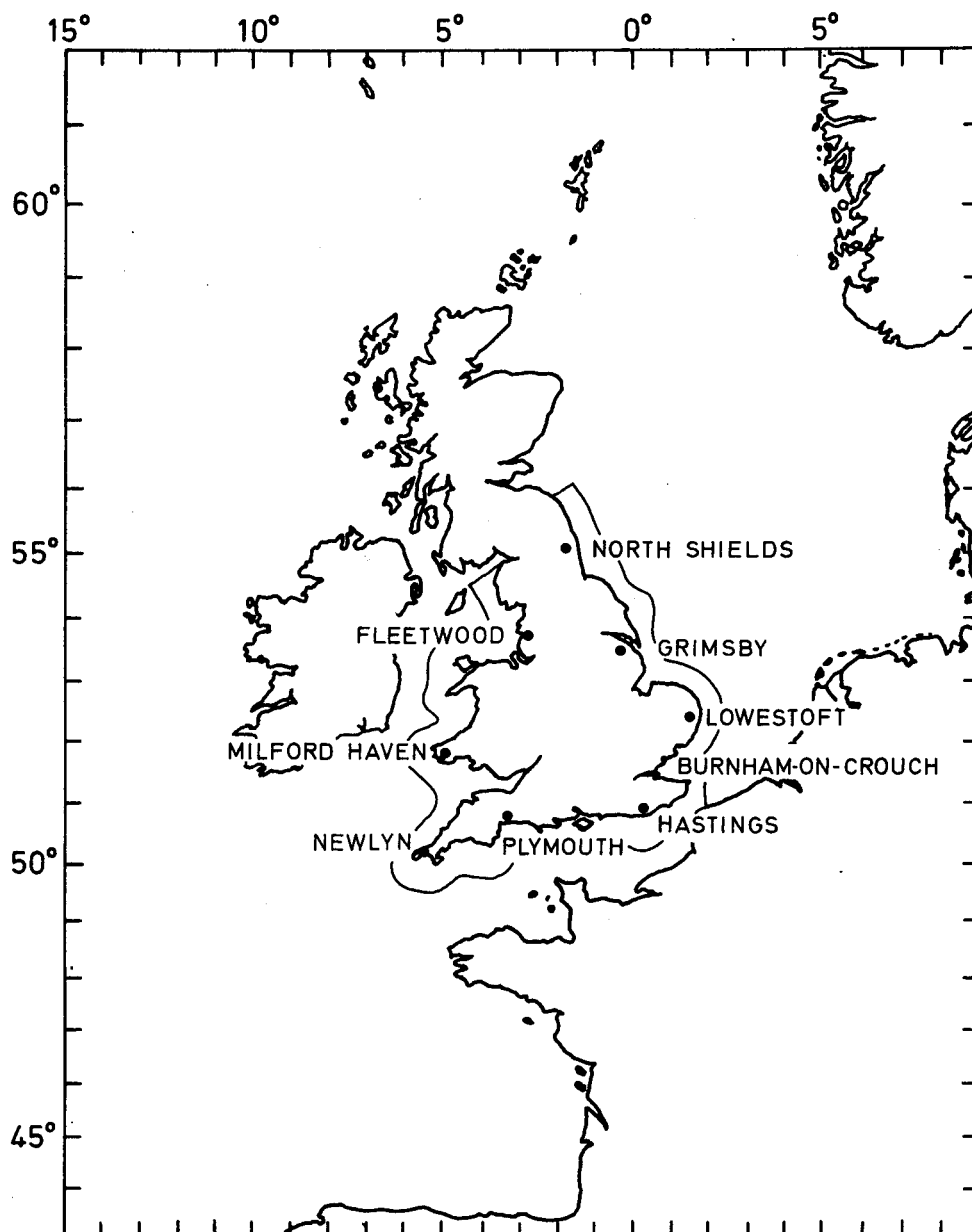 15° 10° 5° 0° 5°
60°
55°
NORTH SHIELDS
FLEETWOOD
GRIMSBY
LOWESTOFT
MILFORD HAVEN
BURNHAM-ON-CROUCH
HASTINGS
NEWLYN
PLYMOUTH
50°
45°